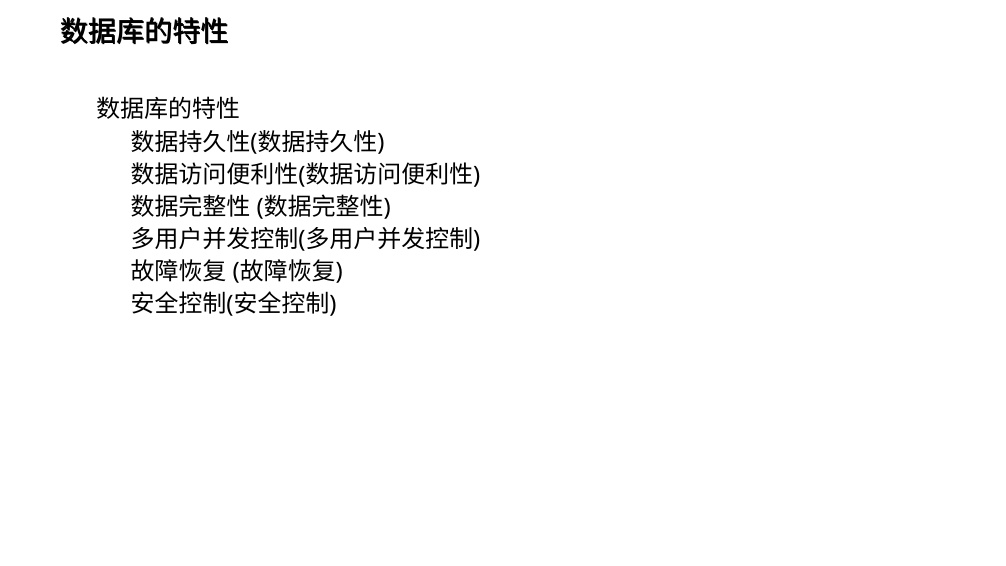 数据库的特性
数据库的特性
数据持久性(数据持久性)
数据访问便利性(数据访问便利性)
数据完整性 (数据完整性)
多用户并发控制(多用户并发控制)
故障恢复 (故障恢复)
安全控制(安全控制)